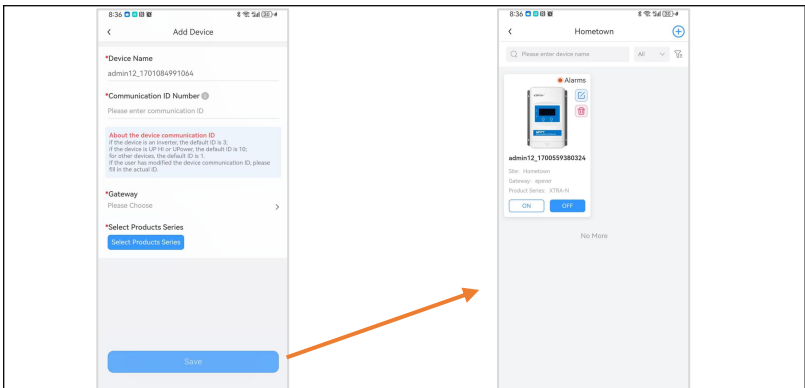 8:36
Add Device
*Device Name
admin12_1701084991064
*Communication ID Number
Please enter communication ID
About the device communication ID
If the device is an inverter, the default ID is 3;
If the device is UP HI or UPower, the default ID is 10;
for other devices, the default ID is 1.
If the user has modified the device communication ID, please
fill in the actual ID.
*Gateway
Please Choose
*Select Products Series
Select Products Series
Save
8:36
Hometown
Please enter device name
All
Alarms
admin12_1700559380324
Site: Hometown
Gateway: epever
Product Series: XTRA-N
ON
OFF
No More